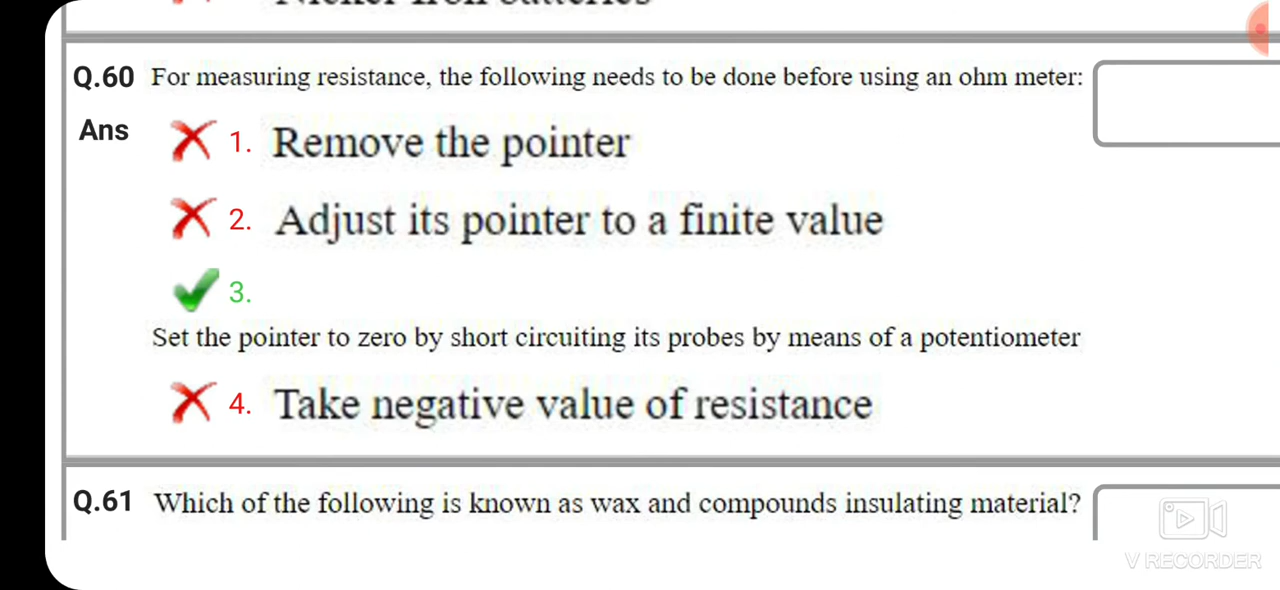 Q.60 For measuring resistance, the following needs to be done before using an ohm meter:
Ans
1. Remove the pointer
2. Adjust its pointer to a finite value
3.
Set the pointer to zero by short circuiting its probes by means of a potentiometer
4. Take negative value of resistance
Q.61 Which of the following is known as wax and compounds insulating material?
V RECORDER